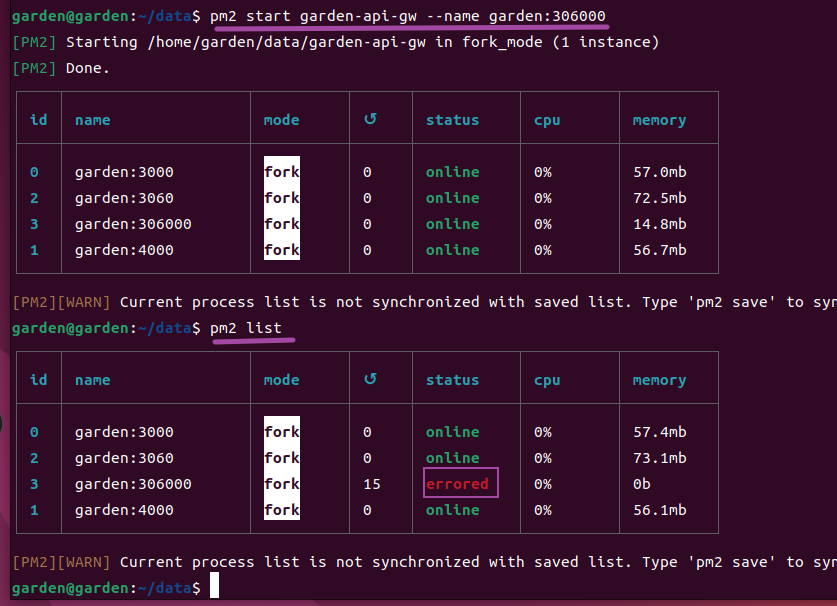 garden@garden:~/data$ pm2 start garden-api-gw --name garden:306000
[PM2] Starting /home/garden/data/garden-api-gw in fork_mode (1 instance)
[PM2] Done.
id name mode ↺ status cpu memory
0 garden:3000 fork 0 online 0% 57.0mb
2 garden:3060 fork 0 online 0% 72.5mb
3 garden:306000 fork 0 online 0% 14.8mb
1 garden:4000 fork 0 online 0% 56.7mb
[PM2][WARN] Current process list is not synchronized with saved list. Type 'pm2 save' to syn
garden@garden:~/data$ pm2 list
id name mode ↺ status cpu memory
0 garden:3000 fork 0 online 0% 57.4mb
2 garden:3060 fork 0 online 0% 73.1mb
3 garden:306000 fork 15 errored 0% 0b
1 garden:4000 fork 0 online 0% 56.1mb
[PM2][WARN] Current process list is not synchronized with saved list. Type 'pm2 save' to syn
garden@garden:~/data$